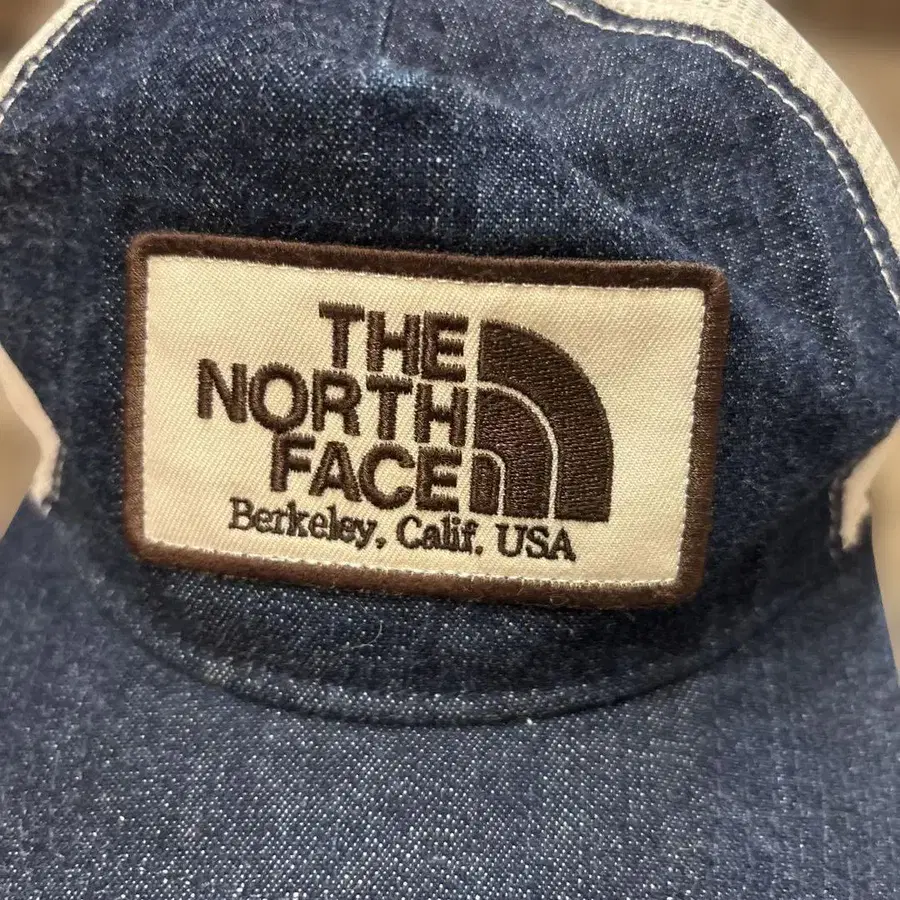 THE
NORTH
FACE
Berkeley, Calif. USA